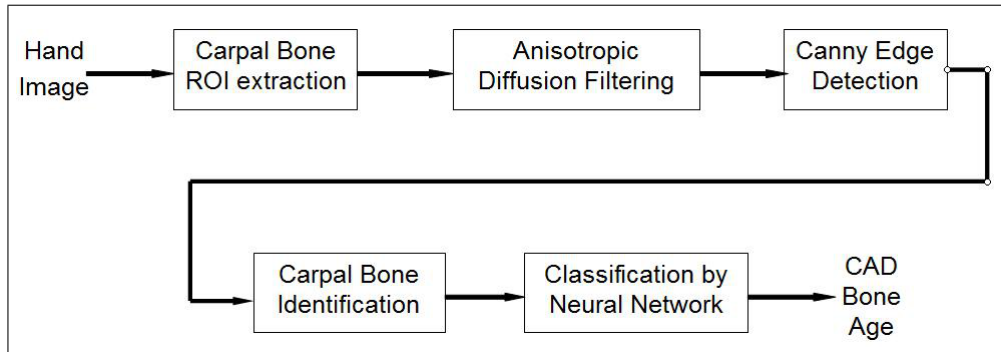 Hand
Image
Carpal Bone
ROI extraction
Anisotropic
Diffusion Filtering
Canny Edge
Detection
Carpal Bone
Identification
Classification by
Neural Network
CAD
Bone
Age